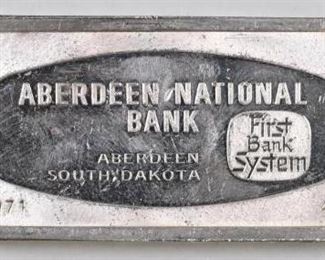 ABERDEEN NATIONAL
BANK
ABERDEEN
SOUTH DAKOTA
First
Bank
System